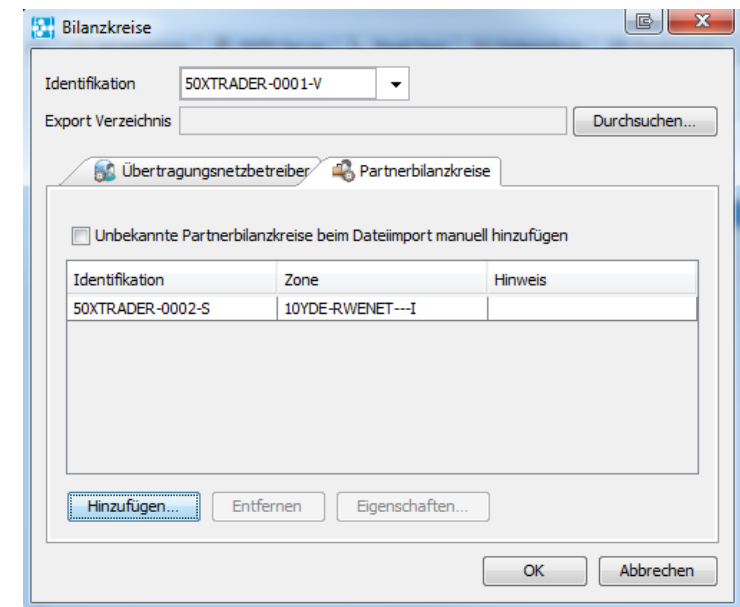 Bilanzkreise
Identifikation 50XTRADER-0001-V
Export Verzeichnis Durchsuchen...
Übertragungsnetzbetreiber Partnerbilanzkreise
Unbekannte Partnerbilanzkreise beim Dateiimport manuell hinzufügen
Identifikation Zone Hinweis
50XTRADER-0002-S 10YDE-RWENET---I
Hinzufügen... Entfernen Eigenschaften...
OK Abbrechen